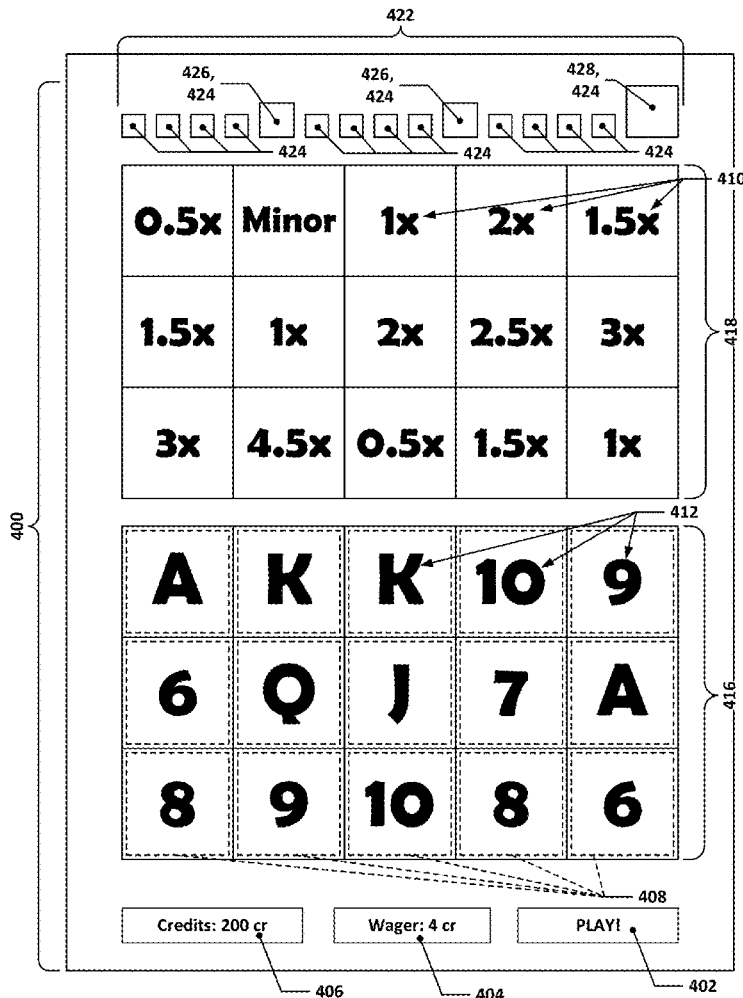 422
426,
424
426,
424
428,
424
424
424
424
410
0.5x Minor 1x 2x 1.5x
1.5x 1x 2x 2.5x 3x
418
3x 4.5x 0.5x 1.5x 1x
400
412
A K K 10 9
6 Q J 7 A
416
8 9 10 8 6
408
Credits: 200 cr Wager: 4 cr PLAY!
406
404
402